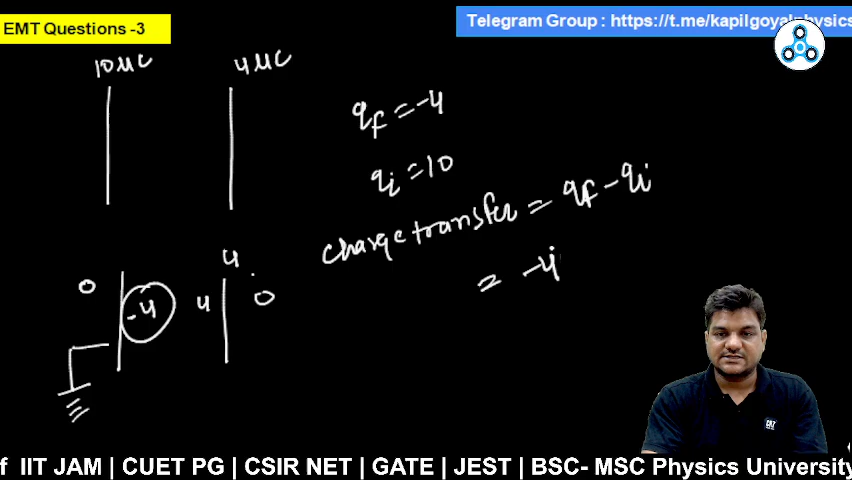 EMT Questions -3
Telegram Group : https://t.me/kapilgoyalphysics
10μC
4μC
qf = -4
qi = 10
charge transfer = qf - qi
= -4
4
0
-4
4
0
f IIT JAM | CUET PG | CSIR NET | GATE | JEST | BSC- MSC Physics University